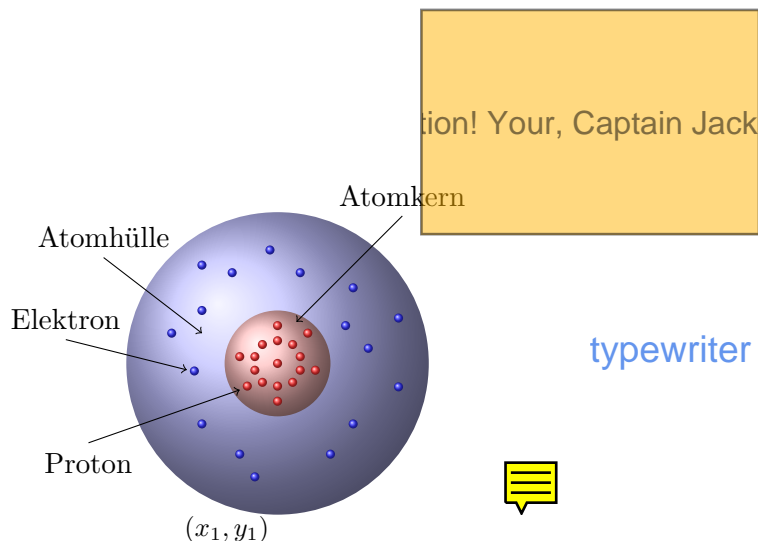 tion! Your, Captain Jack
Atomkern
Atomhülle
Elektron
typewriter
Proton
(x₁, y₁)